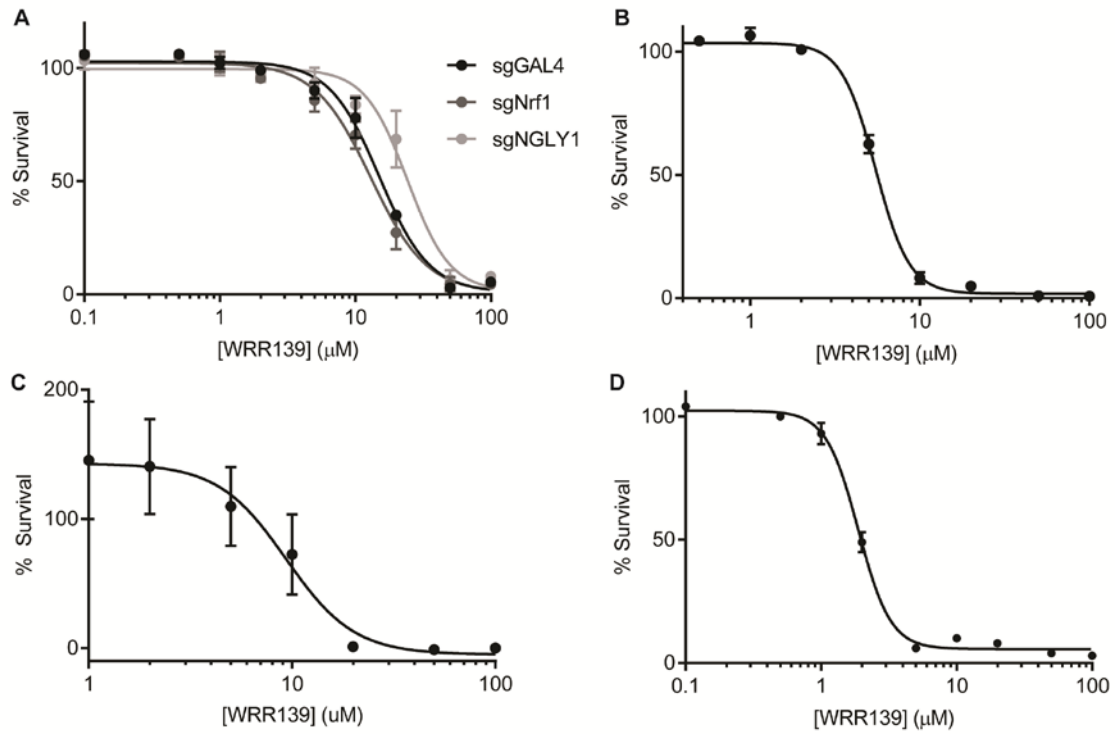 A
% Survival
100
50
0
0.1
1
10
100
[WRR139] (μM)
sgGAL4
sgNrf1
sgNGLY1
B
% Survival
100
50
0
1
10
100
[WRR139] (μM)
C
% Survival
200
100
0
1
10
100
[WRR139] (uM)
D
% Survival
100
50
0
0.1
1
10
100
[WRR139] (μM)